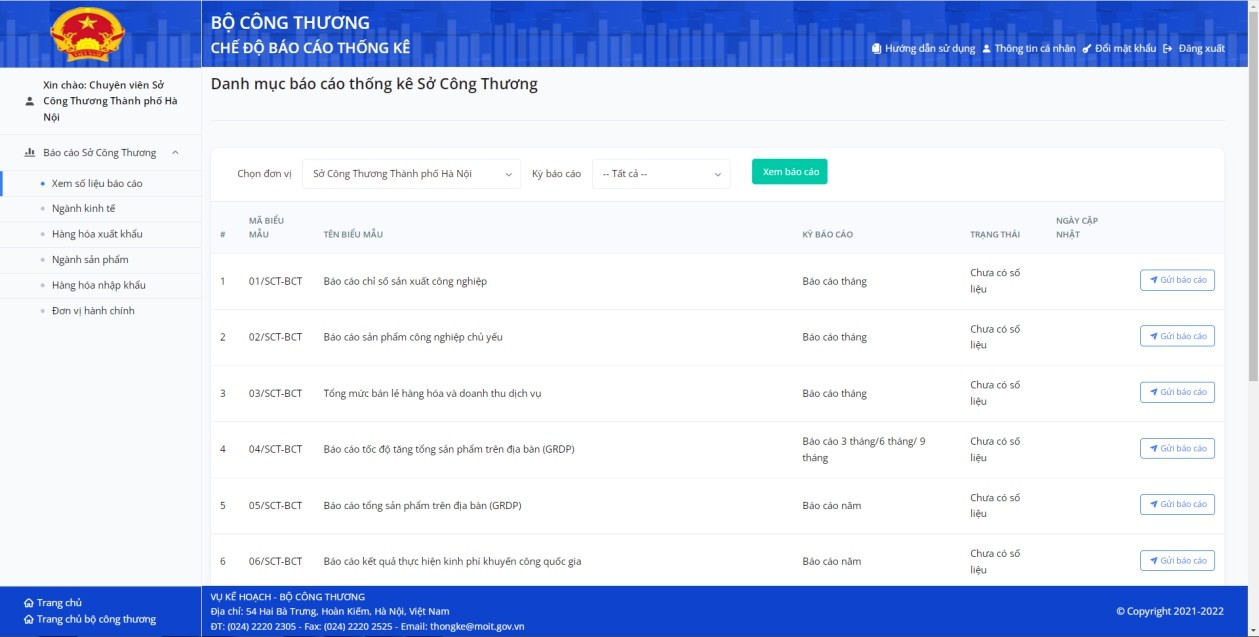 BỘ CÔNG THƯƠNG
CHẾ ĐỘ BÁO CÁO THỐNG KÊ
Hướng dẫn sử dụng Thông tin cá nhân Đổi mật khẩu Đăng xuất
Xin chào: Chuyên viên Sở
Công Thương Thành phố Hà
Nội
Báo cáo Sở Công Thương
Xem số liệu báo cáo
Ngành kinh tế
Hàng hóa xuất khẩu
Ngành sản phẩm
Hàng hóa nhập khẩu
Đơn vị hành chính
Danh mục báo cáo thống kê Sở Công Thương
Chọn đơn vị Sở Công Thương Thành phố Hà Nội Kỳ báo cáo -- Tất cả -- Xem báo cáo
# MÃ BIỂU MẪU TÊN BIỂU MẪU KỲ BÁO CÁO TRẠNG THÁI NGÀY CẬP NHẬT
1 01/SCT-BCT Báo cáo chỉ số sản xuất công nghiệp Báo cáo tháng Chưa có số liệu Gửi báo cáo
2 02/SCT-BCT Báo cáo sản phẩm công nghiệp chủ yếu Báo cáo tháng Chưa có số liệu Gửi báo cáo
3 03/SCT-BCT Tổng mức bán lẻ hàng hóa và doanh thu dịch vụ Báo cáo tháng Chưa có số liệu Gửi báo cáo
4 04/SCT-BCT Báo cáo tốc độ tăng tổng sản phẩm trên địa bàn (GRDP) Báo cáo 3 tháng/6 tháng/ 9 tháng Chưa có số liệu Gửi báo cáo
5 05/SCT-BCT Báo cáo tổng sản phẩm trên địa bàn (GRDP) Báo cáo năm Chưa có số liệu Gửi báo cáo
6 06/SCT-BCT Báo cáo kết quả thực hiện kinh phí khuyến công quốc gia Báo cáo năm Chưa có số liệu Gửi báo cáo
Trang chủ
Trang chủ bộ công thương
VỤ KẾ HOẠCH - BỘ CÔNG THƯƠNG
Địa chỉ: 54 Hai Bà Trưng, Hoàn Kiếm, Hà Nội, Việt Nam
ĐT: (024) 2220 2305 - Fax: (024) 2220 2525 - Email: thongke@moit.gov.vn
© Copyright 2021-2022